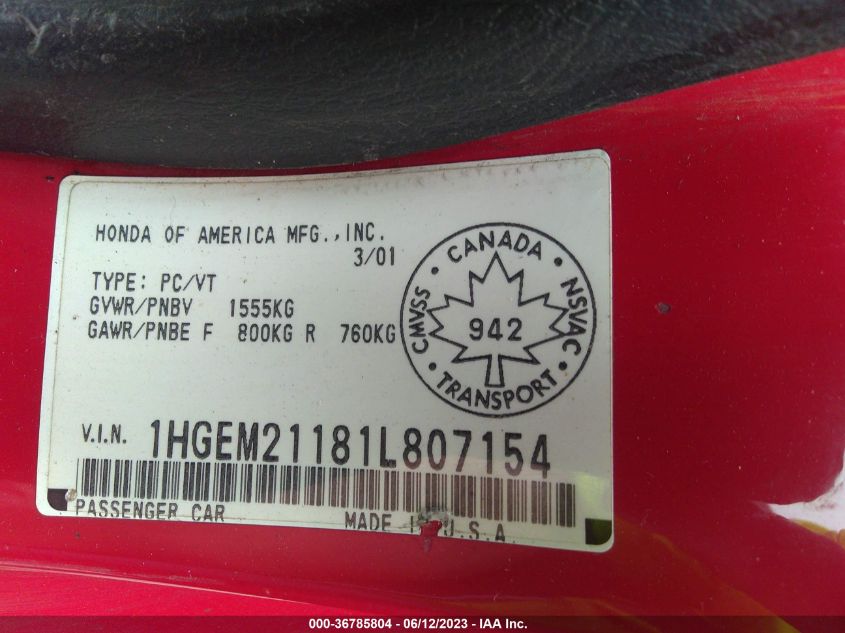 HONDA OF AMERICA MFG.,INC.
3/01
TYPE: PC/VT
GVWR/PNBV 1555KG
GAWR/PNBE F 800KG R 760KG
CANADA
CMVSS
NSVAC
942
TRANSPORT
V.I.N. 1HGEM21181L807154
PASSENGER CAR MADE U.S.A.
000-36785804 - 06/12/2023 - IAA Inc.